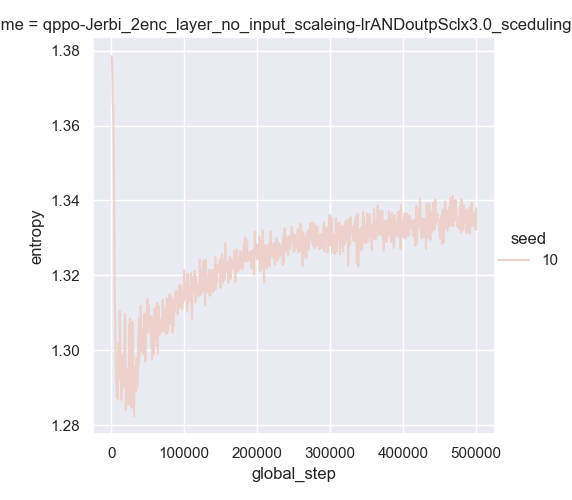 me = qppo-Jerbi_2enc_layer_no_input_scaleing-lrANDoutpSclx3.0_sceduling
1.38
1.36
1.34
1.32
1.30
1.28
entropy
0 100000 200000 300000 400000 500000
global_step
seed
10